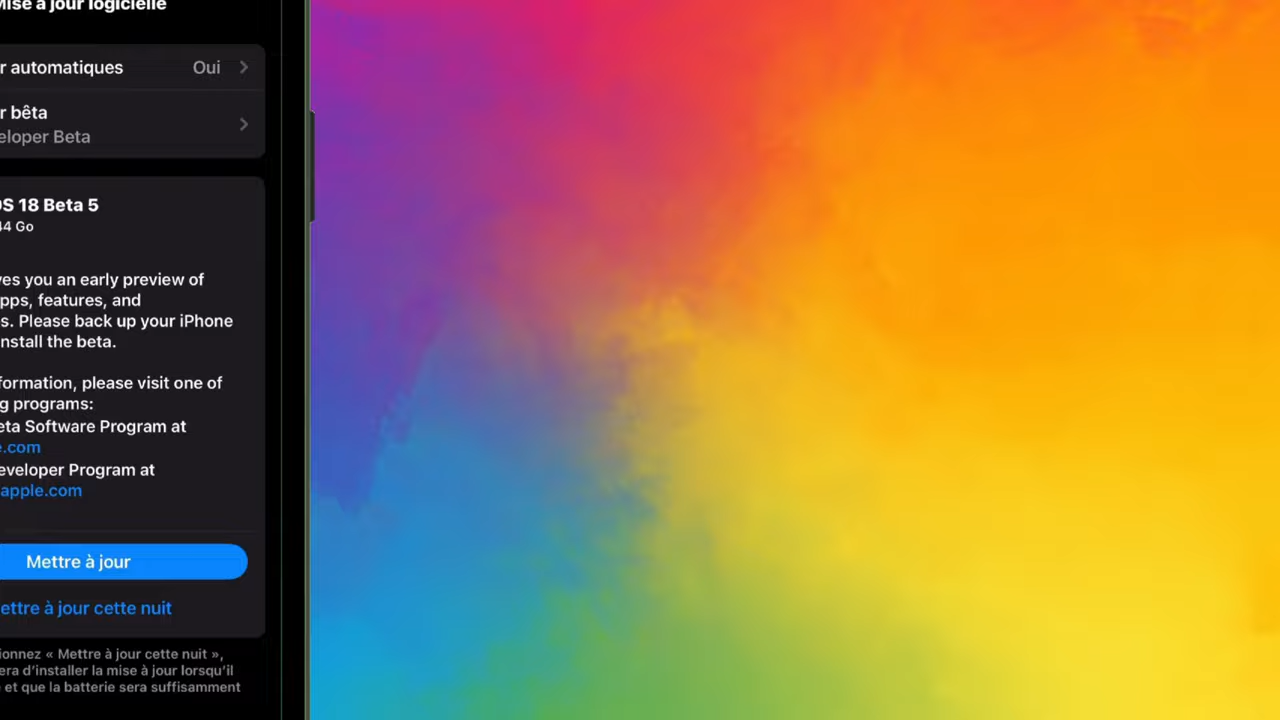 Mise à jour logicielle
r automatiques Oui
r bêta
eloper Beta
OS 18 Beta 5
44 Go
ves you an early preview of
pps, features, and
s. Please back up your iPhone
nstall the beta.
formation, please visit one of
g programs:
eta Software Program at
e.com
eveloper Program at
apple.com
Mettre à jour
ettre à jour cette nuit
ionnez « Mettre à jour cette nuit »,
era d'installer la mise à jour lorsqu'il
et que la batterie sera suffisamment